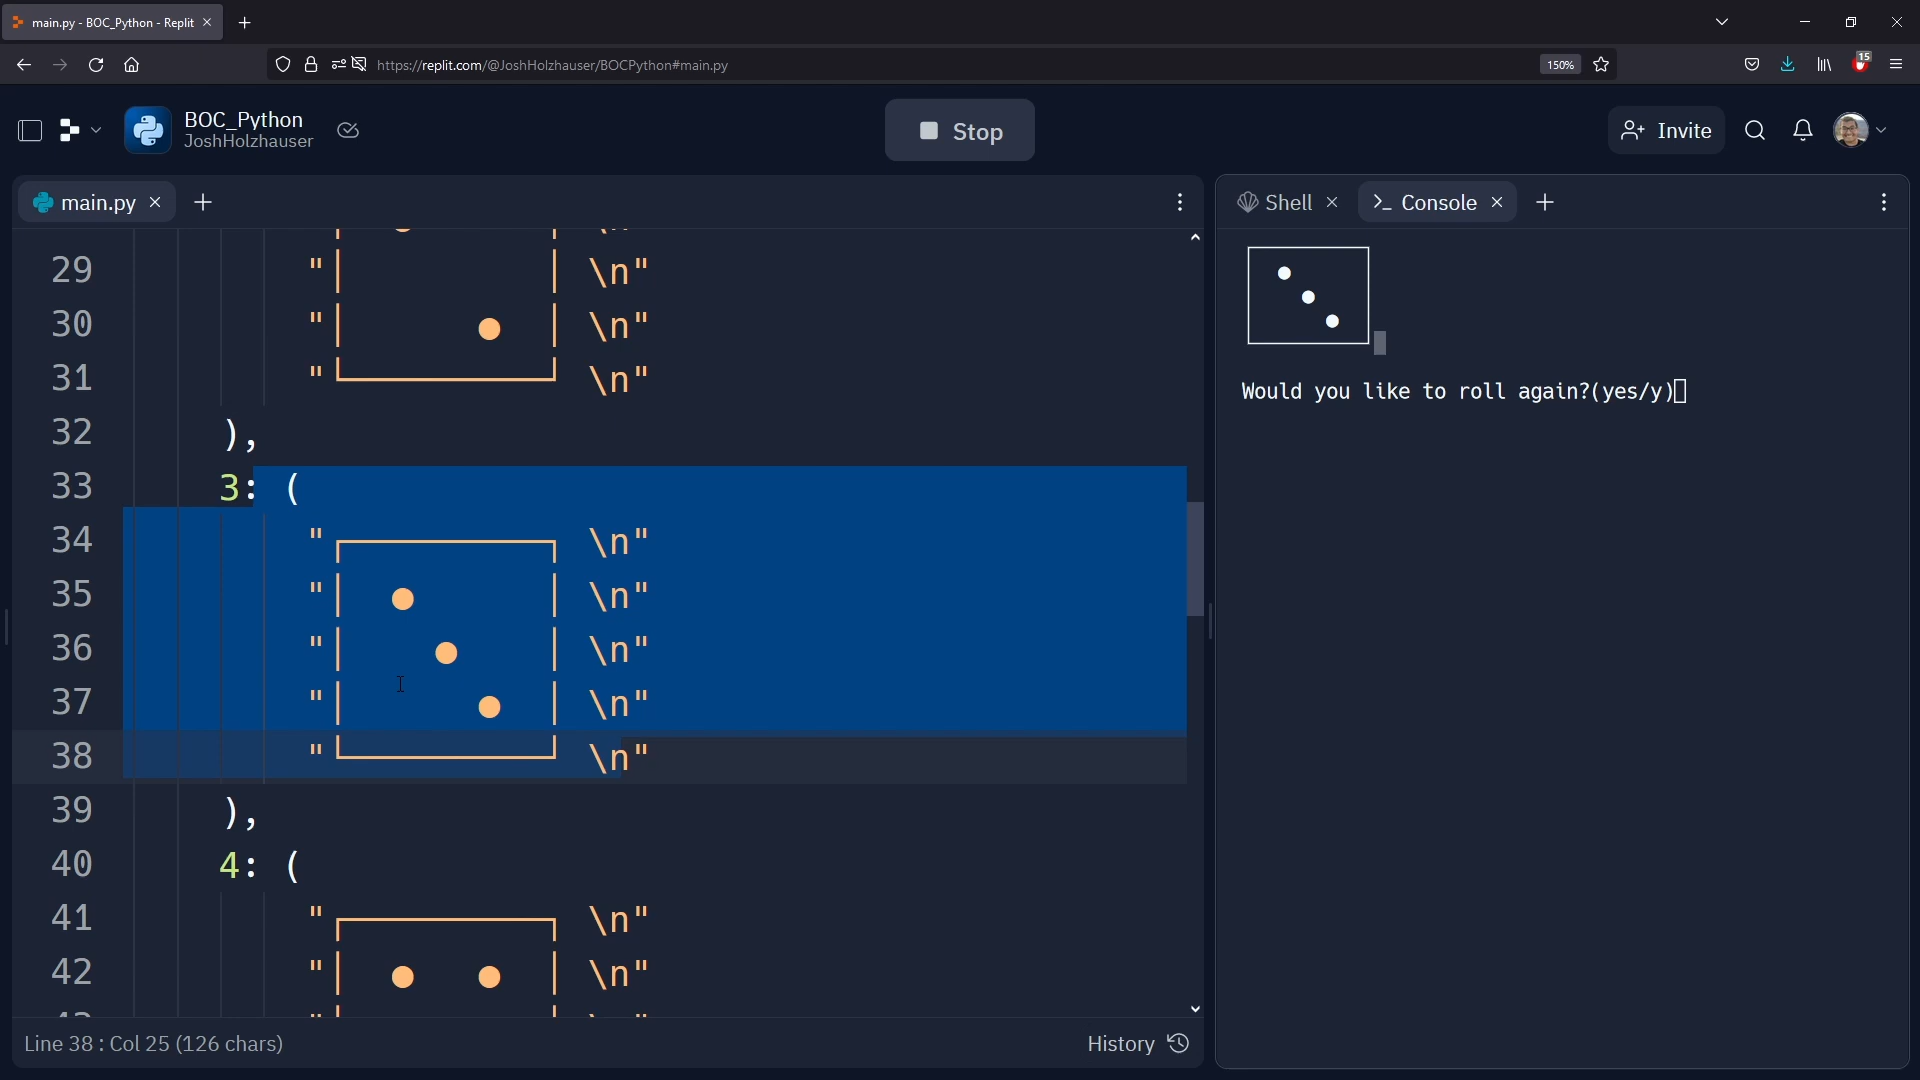 main.py - BOC_Python - Replit
https://replit.com/@JoshHolzhauser/BOCPython#main.py
150%
15
BOC_Python
JoshHolzhauser
Stop
Invite
main.py
Shell
Console
29 "│         │ \n"
30 "│      ●  │ \n"
31 "└─────────┘ \n"
32 ),
33 3: (
34 "┌─────────┐ \n"
35 "│  ●      │ \n"
36 "│    ●    │ \n"
37 "│      ●  │ \n"
38 "└─────────┘ \n"
39 ),
40 4: (
41 "┌─────────┐ \n"
42 "│  ●   ●  │ \n"
Line 38 : Col 25 (126 chars)
History
Would you like to roll again?(yes/y)